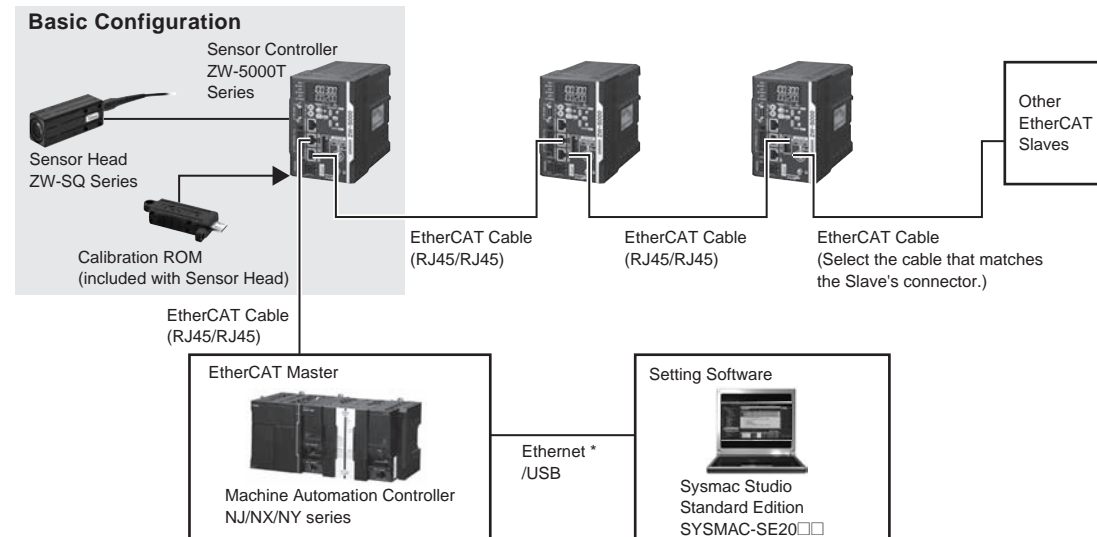 Basic Configuration
Sensor Controller
ZW-5000T
Series
Sensor Head
ZW-SQ Series
Calibration ROM
(included with Sensor Head)
Other
EtherCAT
Slaves
EtherCAT Cable
(RJ45/RJ45)
EtherCAT Cable
(RJ45/RJ45)
EtherCAT Cable
(Select the cable that matches
the Slave's connector.)
EtherCAT Cable
(RJ45/RJ45)
EtherCAT Master
Machine Automation Controller
NJ/NX/NY series
Ethernet *
/USB
Setting Software
Sysmac Studio
Standard Edition
SYSMAC-SE20□□